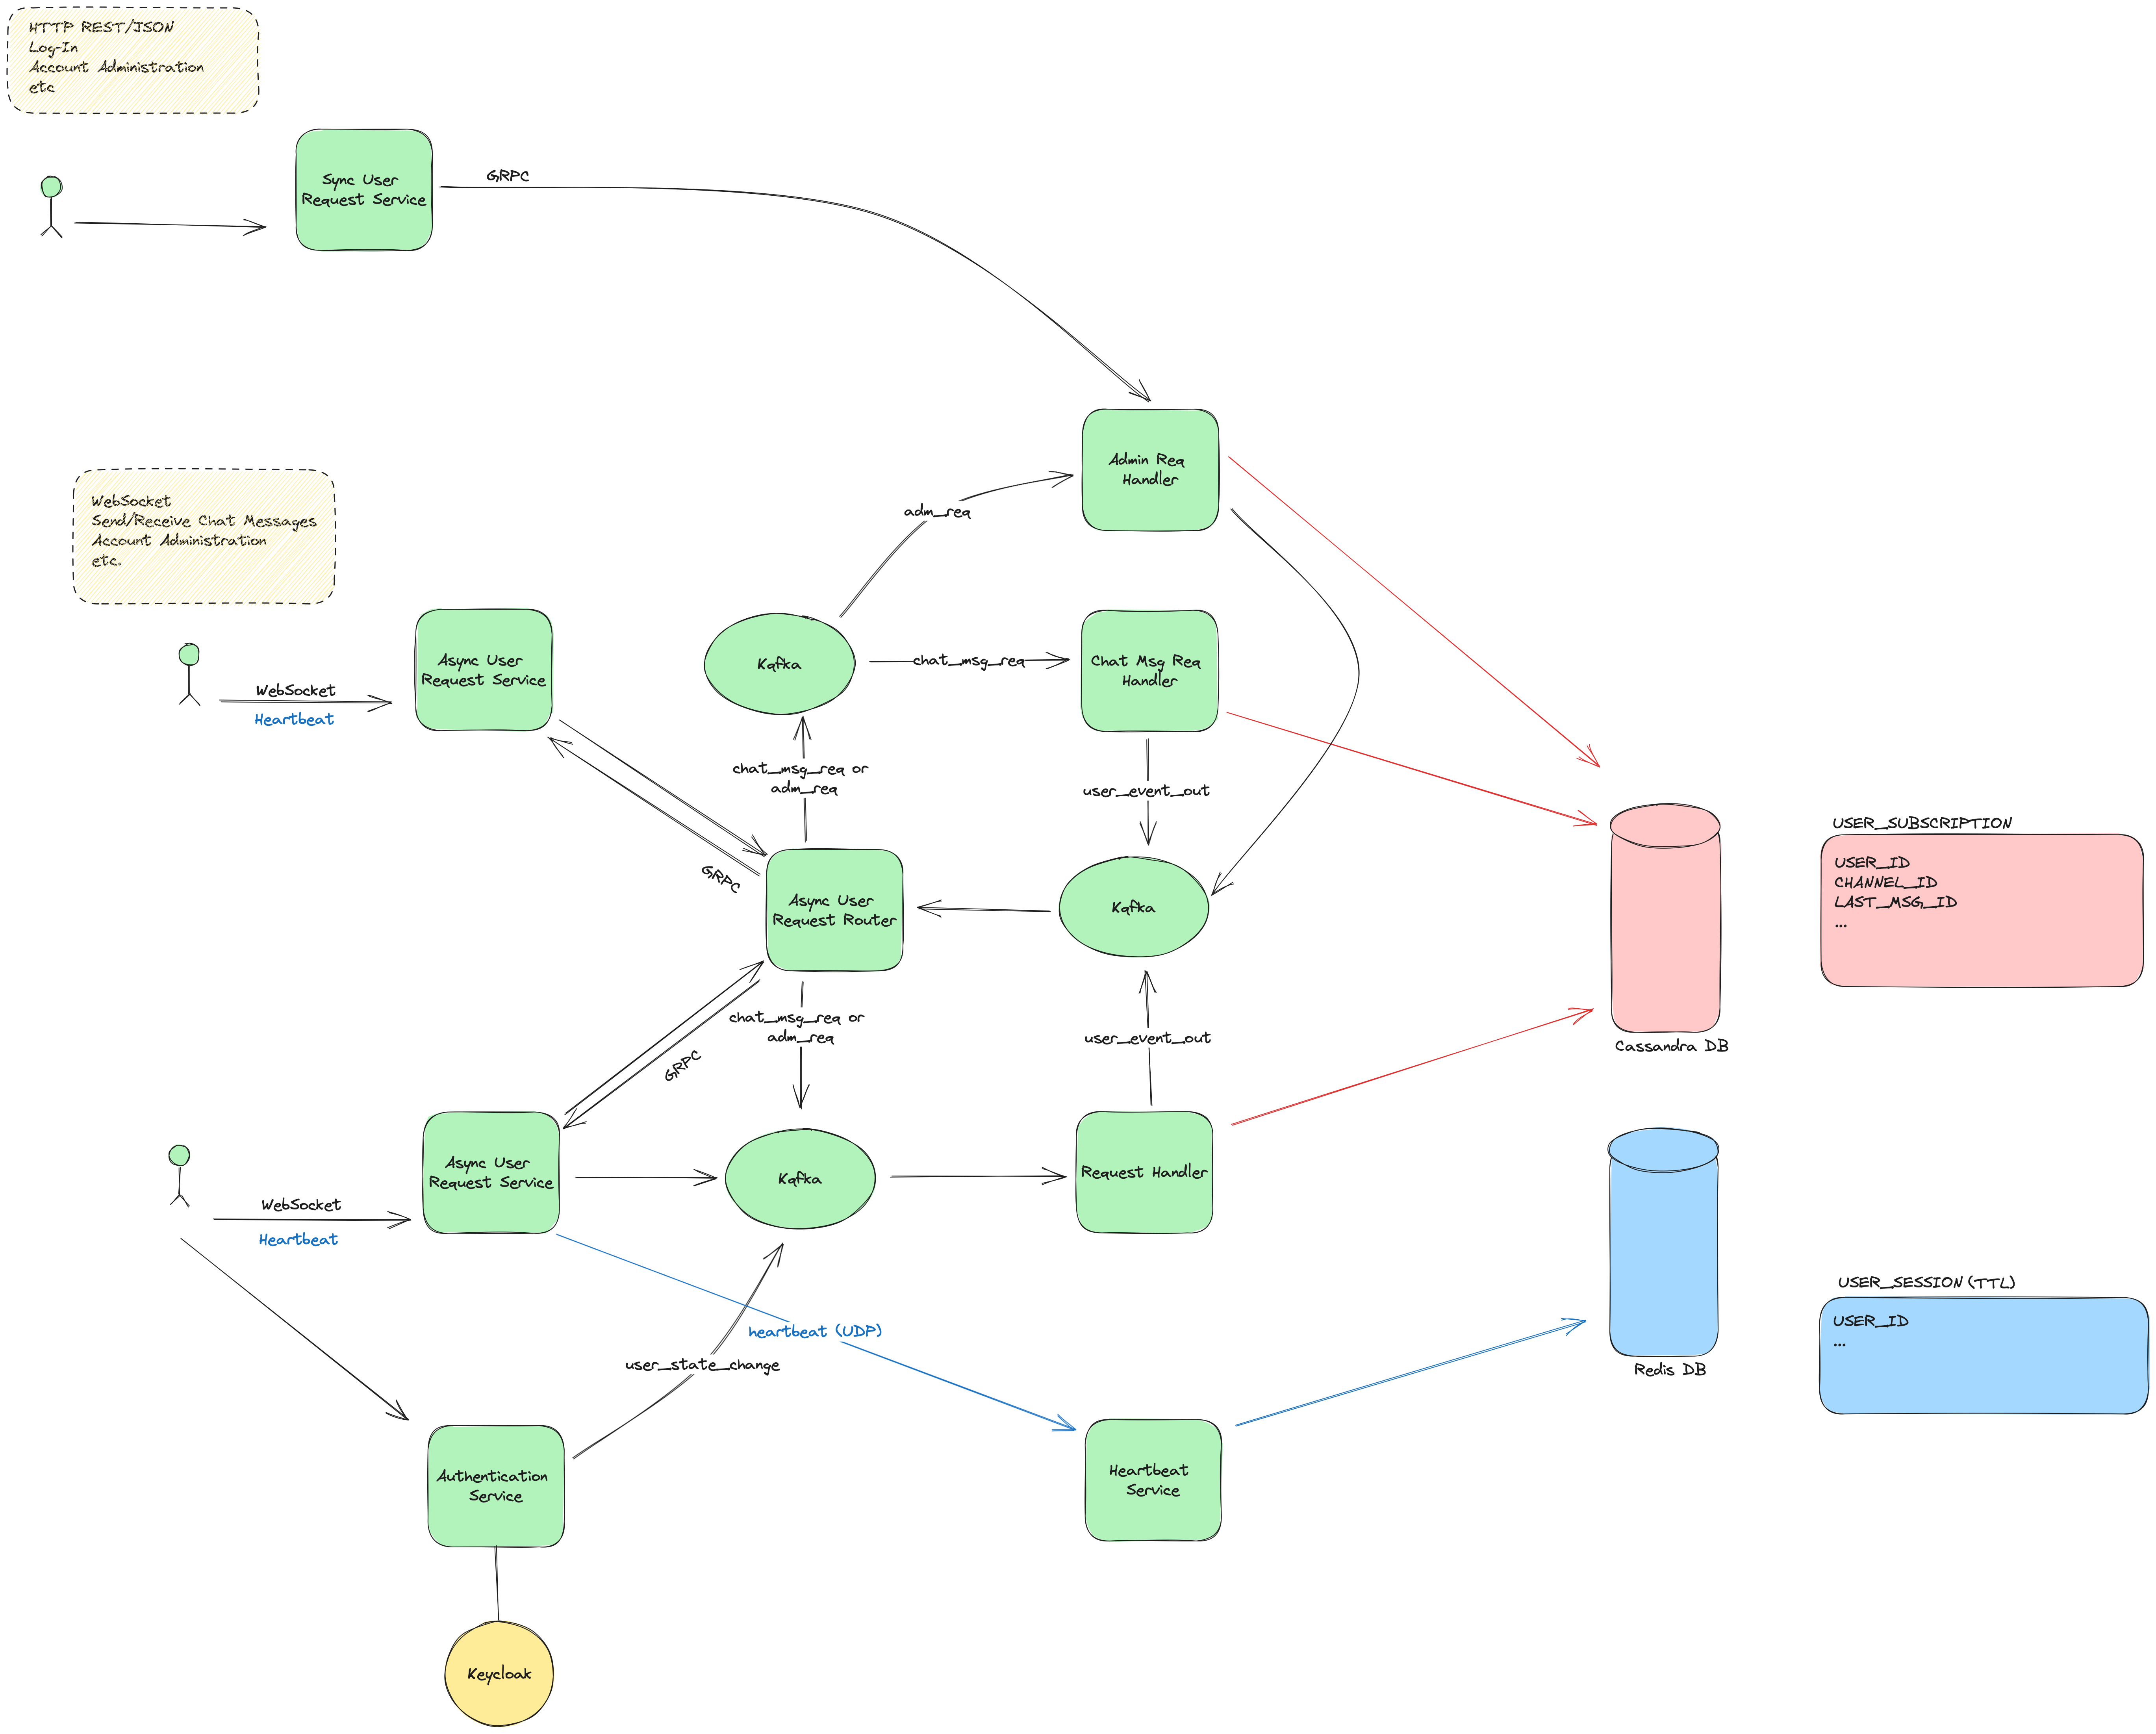 HTTP REST/JSON
Log-In
Account Administration
etc
Sync User
Request Service
GRPC
Admin Req
Handler
adm_req
WebSocket
Send/Receive Chat Messages
Account Administration
etc.
Async User
Request Service
WebSocket
Heartbeat
Kafka
chat_msg_req
Chat Msg Req
Handler
chat_msg_req or
adm_req
user_event_out
GRPC
Async User
Request Router
Kafka
USER_SUBSCRIPTION
USER_ID
CHANNEL_ID
LAST_MSG_ID
...
Cassandra DB
chat_msg_req or
adm_req
GRPC
user_event_out
Async User
Request Service
WebSocket
Heartbeat
Kafka
Request Handler
heartbeat (UDP)
user_state_change
Redis DB
USER_SESSION (TTL)
USER_ID
...
Authentication
Service
Heartbeat
Service
Keycloak